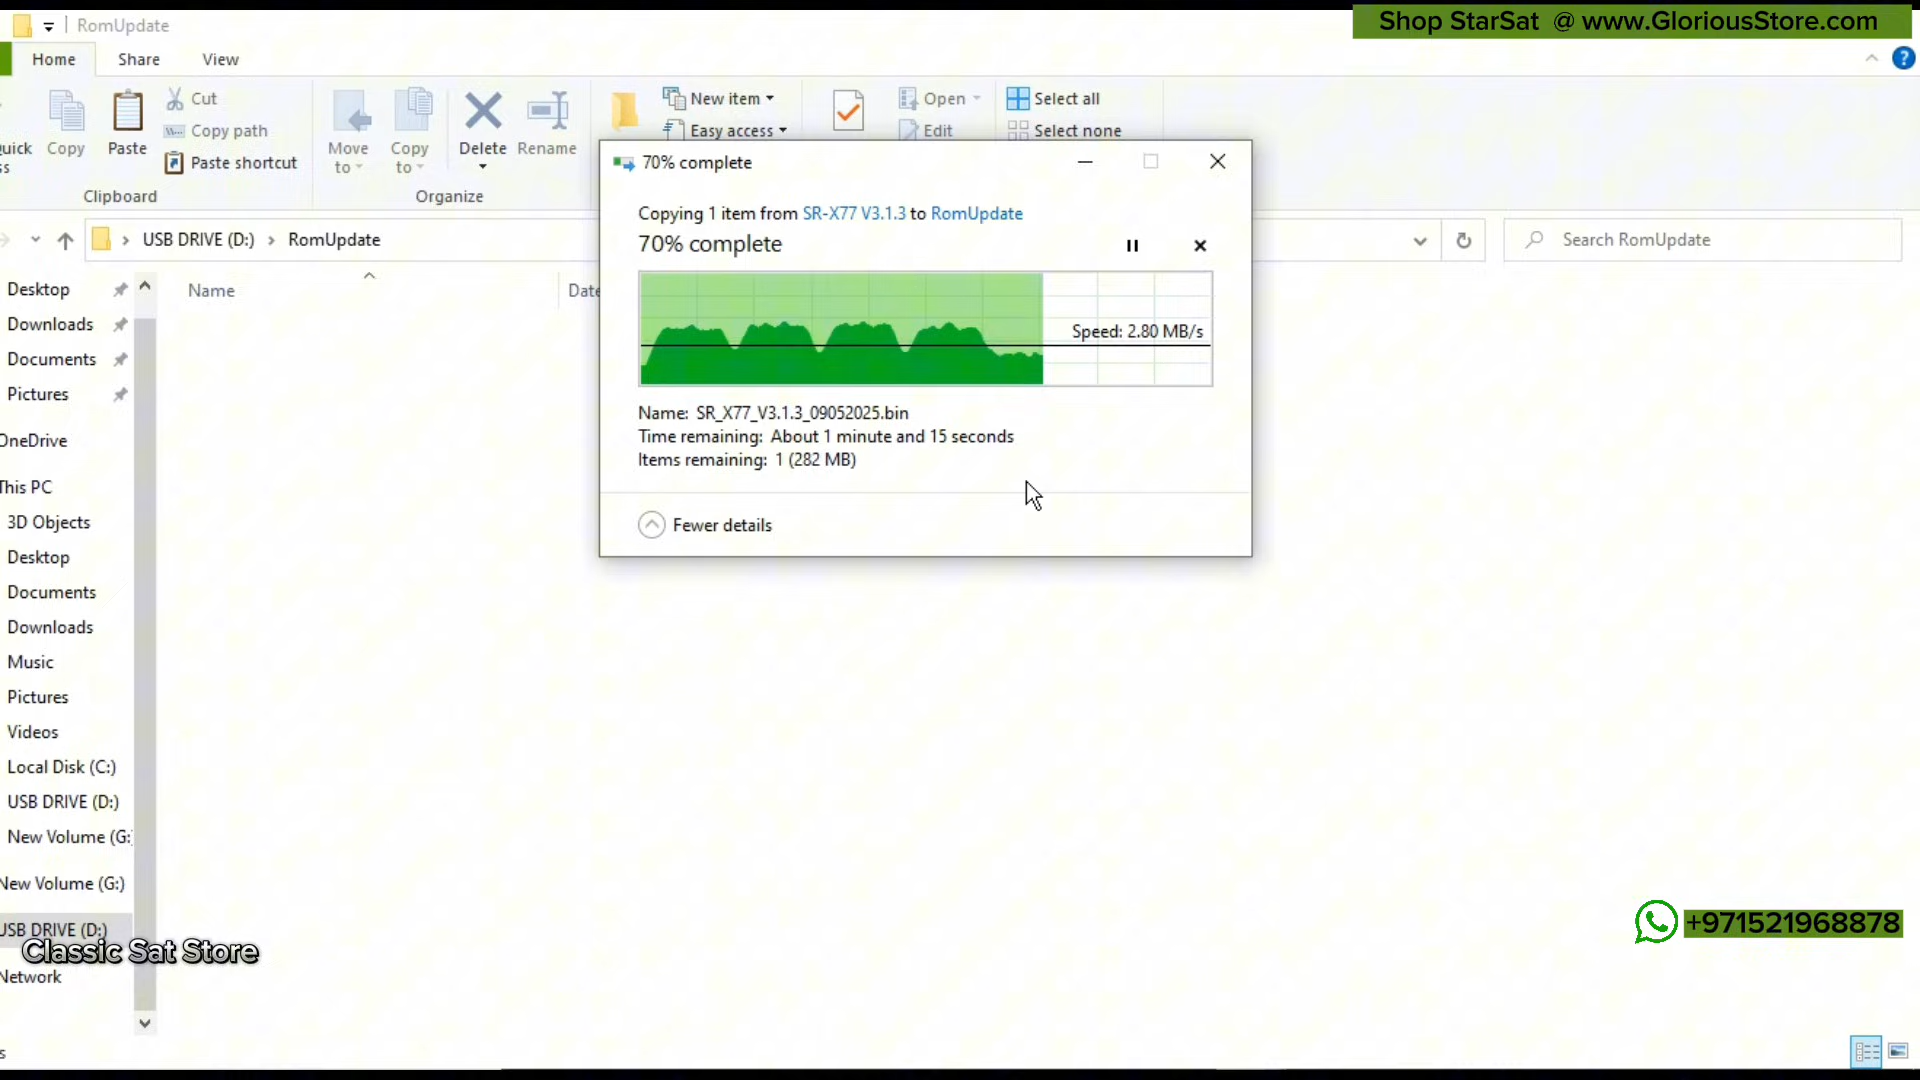 RomUpdate
Shop StarSat @ www.GloriousStore.com
Home
Share
View
Cut
Copy path
Paste shortcut
Copy
Paste
Clipboard
Move to
Copy to
Delete
Rename
Organize
New item
Easy access
Open
Edit
Select all
Select none
USB DRIVE (D:)
RomUpdate
Search RomUpdate
70% complete
Copying 1 item from SR-X77 V3.1.3 to RomUpdate
70% complete
Speed: 2.80 MB/s
Name: SR_X77_V3.1.3_09052025.bin
Time remaining: About 1 minute and 15 seconds
Items remaining: 1 (282 MB)
Fewer details
Name
Date
Desktop
Downloads
Documents
Pictures
OneDrive
This PC
3D Objects
Desktop
Documents
Downloads
Music
Pictures
Videos
Local Disk (C:)
USB DRIVE (D:)
New Volume (G:
New Volume (G:)
USB DRIVE (D:)
Classic Sat Store
Network
+971521968878